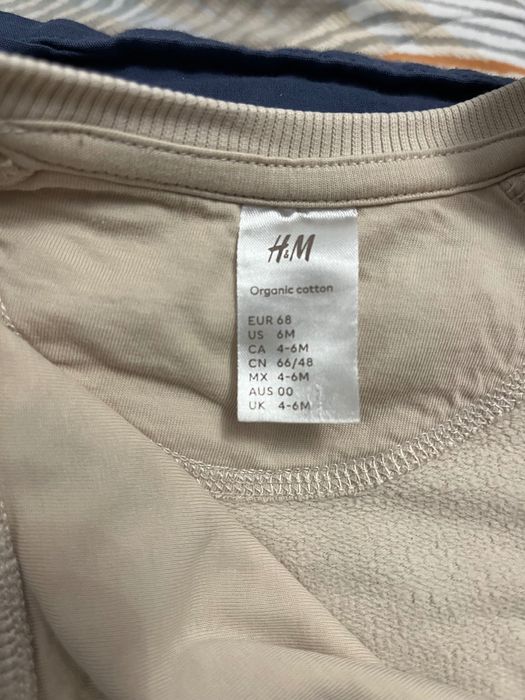 H&M
Organic cotton
EUR 68
US 6M
CA 4-6M
CN 66/48
MX 4-6M
AUS 00
UK 4-6M